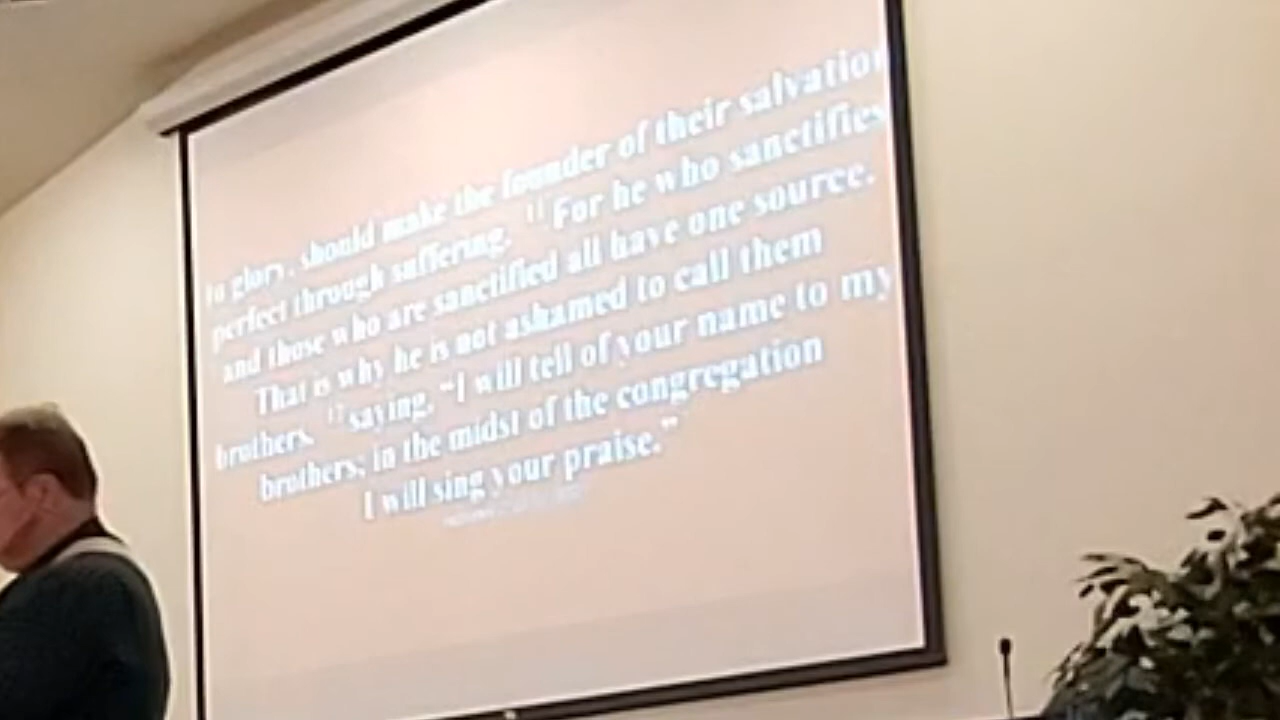 to glory, should make the founder of their salvation
perfect through suffering. 11 For he who sanctifies
and those who are sanctified all have one source.
That is why he is not ashamed to call them
brothers, 12 saying, “I will tell of your name to my
brothers; in the midst of the congregation
I will sing your praise.”